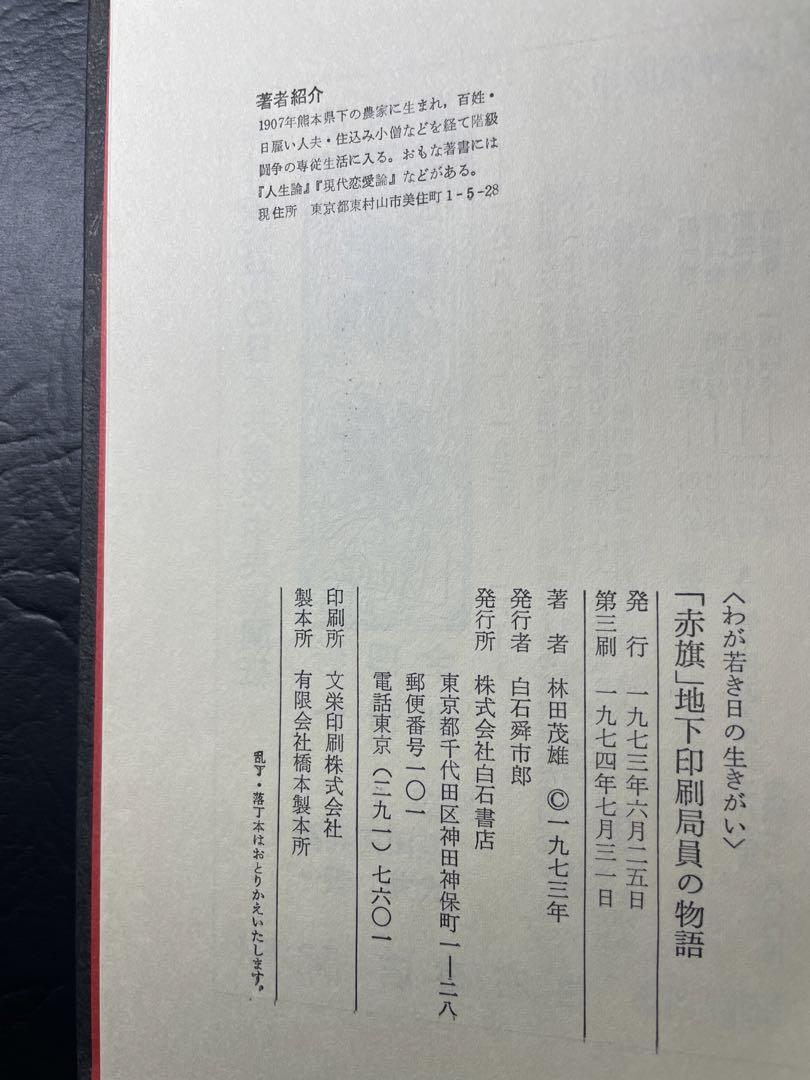 著者紹介
1907年熊本県下の農家に生まれ，百姓・
日雇い人夫・住込み小僧などを経て階級
闘争の専従生活に入る。おもな著書には
『人生論』『現代恋愛論』などがある。
現住所　東京都東村山市美住町1-5-28
〈わが若き日の生きがい〉
「赤旗」地下印刷局員の物語
発行　一九七三年六月二五日
第三刷　一九七四年七月三一日
著者　林田茂雄　©一九七三年
発行者　白石舜市郎
発行所　株式会社白石書店
東京都千代田区神田神保町一―二八
郵便番号一〇一
電話東京（二九一）七六〇一
印刷所　文栄印刷株式会社
製本所　有限会社橋本製本所
乱丁・落丁本はおとりかえいたします。